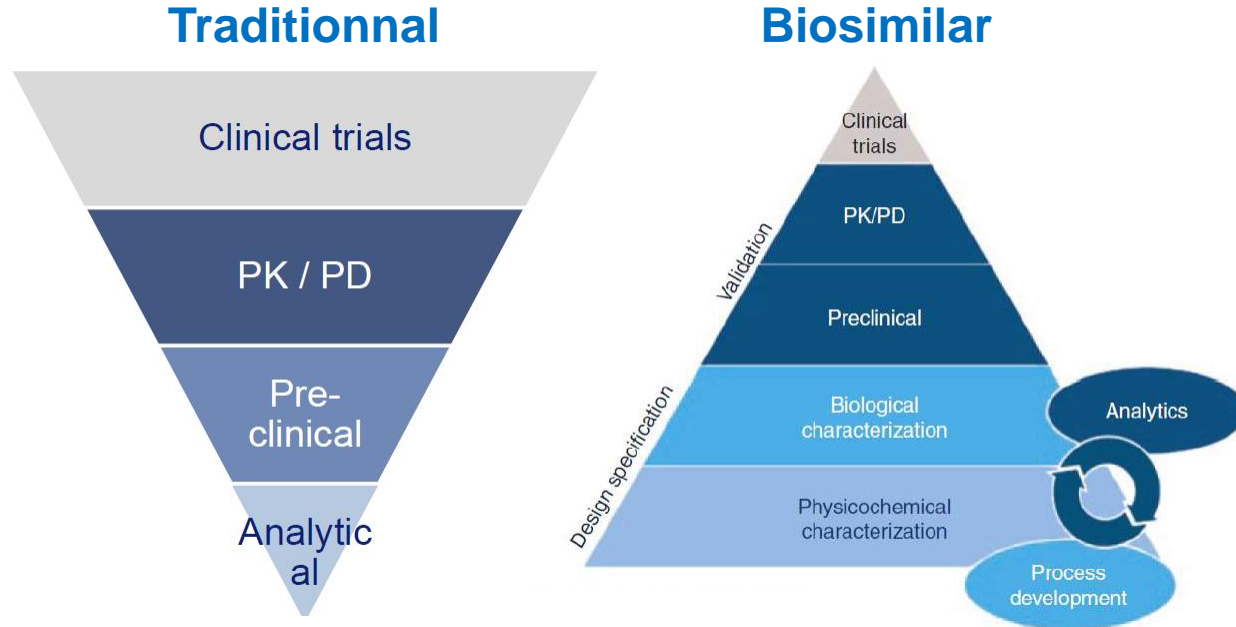 Traditionnal
Clinical trials
PK / PD
Pre-
clinical
Analytic
al
Biosimilar
Clinical
trials
PK/PD
Preclinical
Biological
characterization
Physicochemical
characterization
Validation
Design specification
Analytics
Process
development